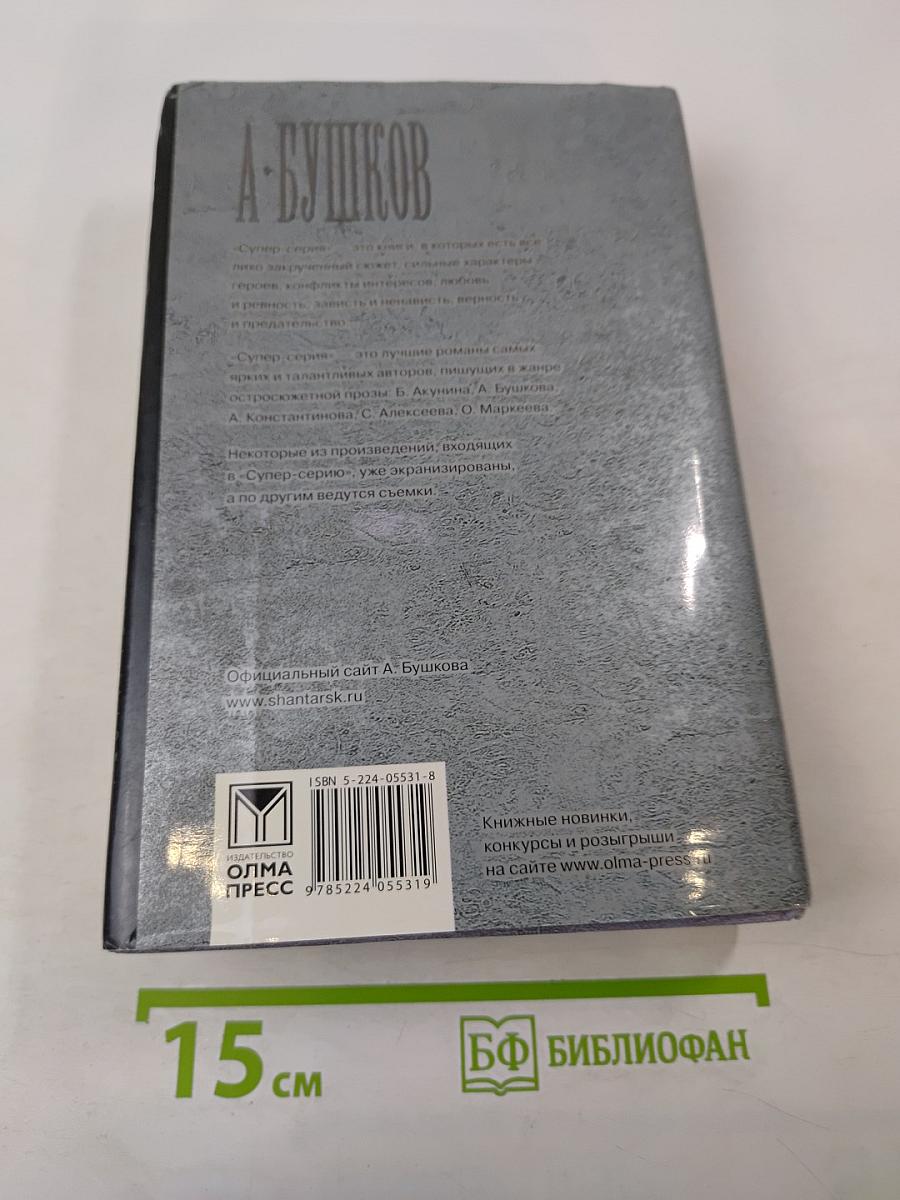 А·БУШКОВ
«Супер-серия» — это книги, в которых есть все:
лихо закрученный сюжет, сильные характеры
героев, конфликты интересов, любовь
и ревность, зависть и ненависть, верность
и предательство.
«Супер-серия» — это лучшие романы самых
ярких и талантливых авторов, пишущих в жанре
остросюжетной прозы: Б. Акунина, А. Бушкова,
А. Константинова, С. Алексеева, О. Маркеева.
Некоторые из произведений, входящих
в «Супер-серию», уже экранизированы,
а по другим ведутся съемки.
Официальный сайт А. Бушкова
www.shantarsk.ru
ISBN 5-224-05531-8
ИЗДАТЕЛЬСТВО
ОЛМА
ПРЕСС
9 785224 055319
Книжные новинки,
конкурсы и розыгрыши
на сайте www.olma-press.ru
15 см
БФ БИБЛИОФАН